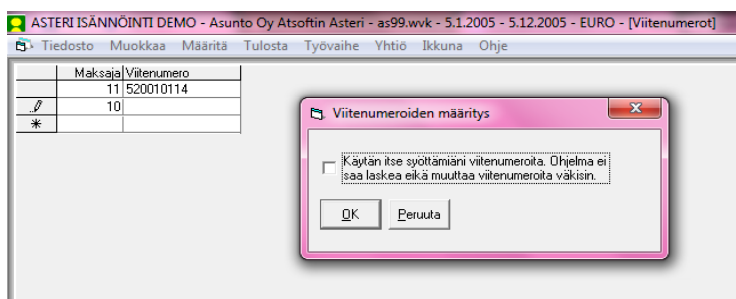 ASTERI ISÄNNÖINTI DEMO - Asunto Oy Atsoftin Asteri - as99.wvk - 5.1.2005 - 5.12.2005 - EURO - [Viitenumerot]
Tiedosto Muokkaa Määritä Tulosta Työvaihe Yhtiö Ikkuna Ohje
Maksaja Viitenumero
11 520010114
10
Viitenumeroiden määritys
Käytän itse syöttämiäni viitenumeroita. Ohjelma ei
saa laskea eikä muuttaa viitenumeroita väkisin.
OK Peruuta